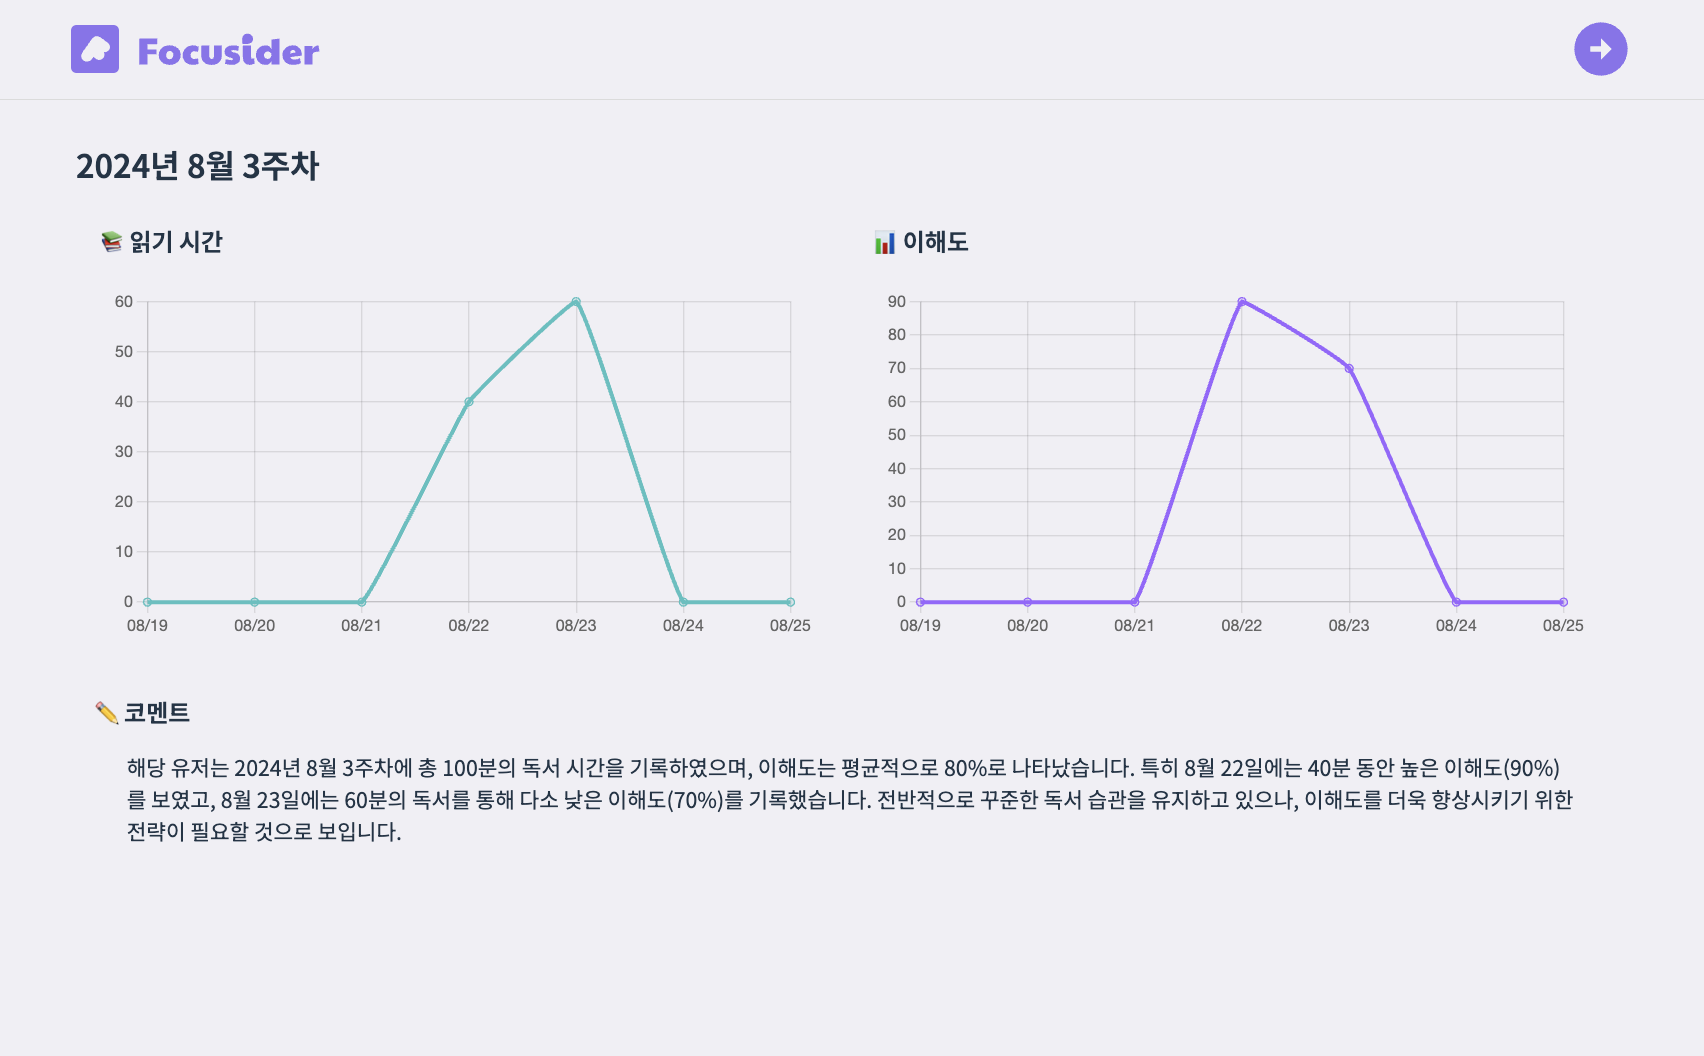 Focusider
2024년 8월 3주차
📚 읽기 시간
60
50
40
30
20
10
0
08/19 08/20 08/21 08/22 08/23 08/24 08/25
📊 이해도
90
80
70
60
50
40
30
20
10
0
08/19 08/20 08/21 08/22 08/23 08/24 08/25
✏️ 코멘트
해당 유저는 2024년 8월 3주차에 총 100분의 독서 시간을 기록하였으며, 이해도는 평균적으로 80%로 나타났습니다. 특히 8월 22일에는 40분 동안 높은 이해도(90%)
를 보였고, 8월 23일에는 60분의 독서를 통해 다소 낮은 이해도(70%)를 기록했습니다. 전반적으로 꾸준한 독서 습관을 유지하고 있으나, 이해도를 더욱 향상시키기 위한
전략이 필요할 것으로 보입니다.